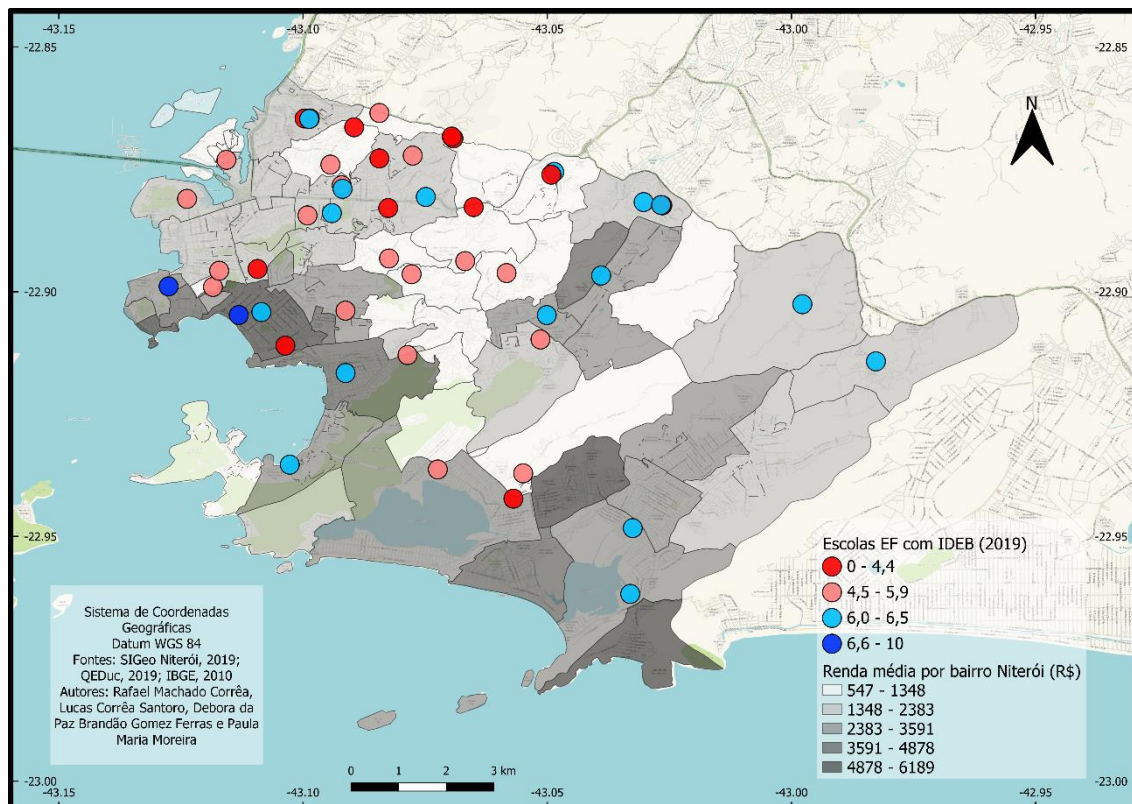 -43.15 -43.10 -43.05 -43.00 -42.95
-22.85 -22.85
N
-22.90 -22.90
-22.95 -22.95
Escolas EF com IDEB (2019)
0 - 4,4
4,5 - 5,9
6,0 - 6,5
6,6 - 10
Renda média por bairro Niterói (R$)
547 - 1348
1348 - 2383
2383 - 3591
3591 - 4878
4878 - 6189
Sistema de Coordenadas
Geográficas
Datum WGS 84
Fontes: SIGeo Niterói, 2019;
QEDuc, 2019; IBGE, 2010
Autores: Rafael Machado Corrêa,
Lucas Corrêa Santoro, Debora da
Paz Brandão Gomez Ferras e Paula
Maria Moreira
0 1 2 3 km
-23.00 -23.00
-43.15 -43.10 -43.05 -43.00 -42.95